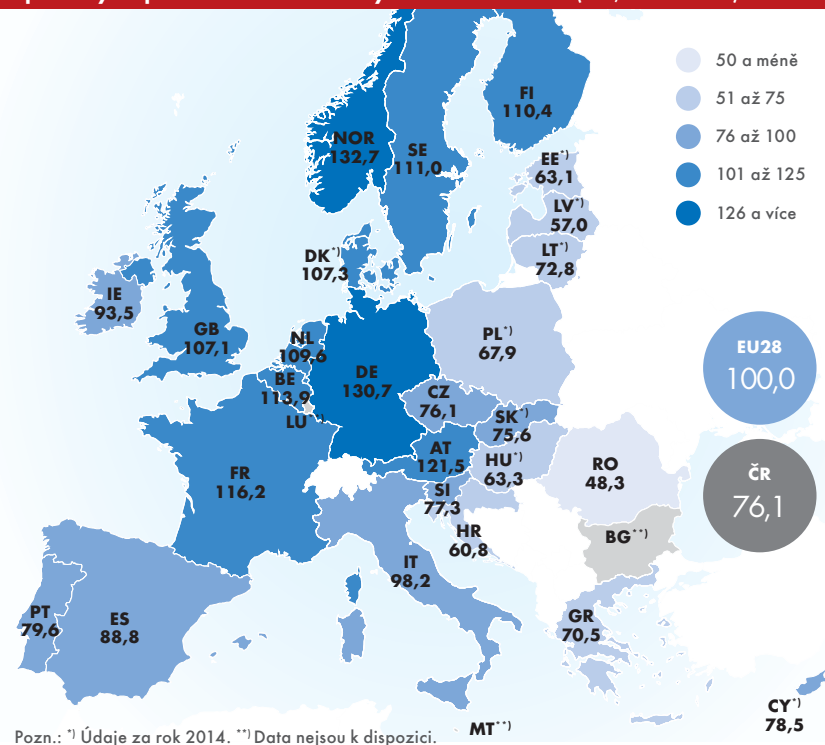 50 a méně
51 až 75
76 až 100
101 až 125
126 a více
FI
110,4
NOR
132,7
SE
111,0
EE*)
63,1
LV*)
57,0
LT*)
72,8
DK*)
107,3
IE
93,5
GB
107,1
NL
109,6
BE
113,9
LU**)
DE
130,7
PL*)
67,9
CZ
76,1
SK*)
75,6
AT
121,5
HU*)
63,3
SI
77,3
HR
60,8
RO
48,3
BG**)
FR
116,2
IT
98,2
PT
79,6
ES
88,8
GR
70,5
MT**)
CY*)
78,5
EU28
100,0
ČR
76,1
Pozn.: *) Údaje za rok 2014. **) Data nejsou k dispozici.